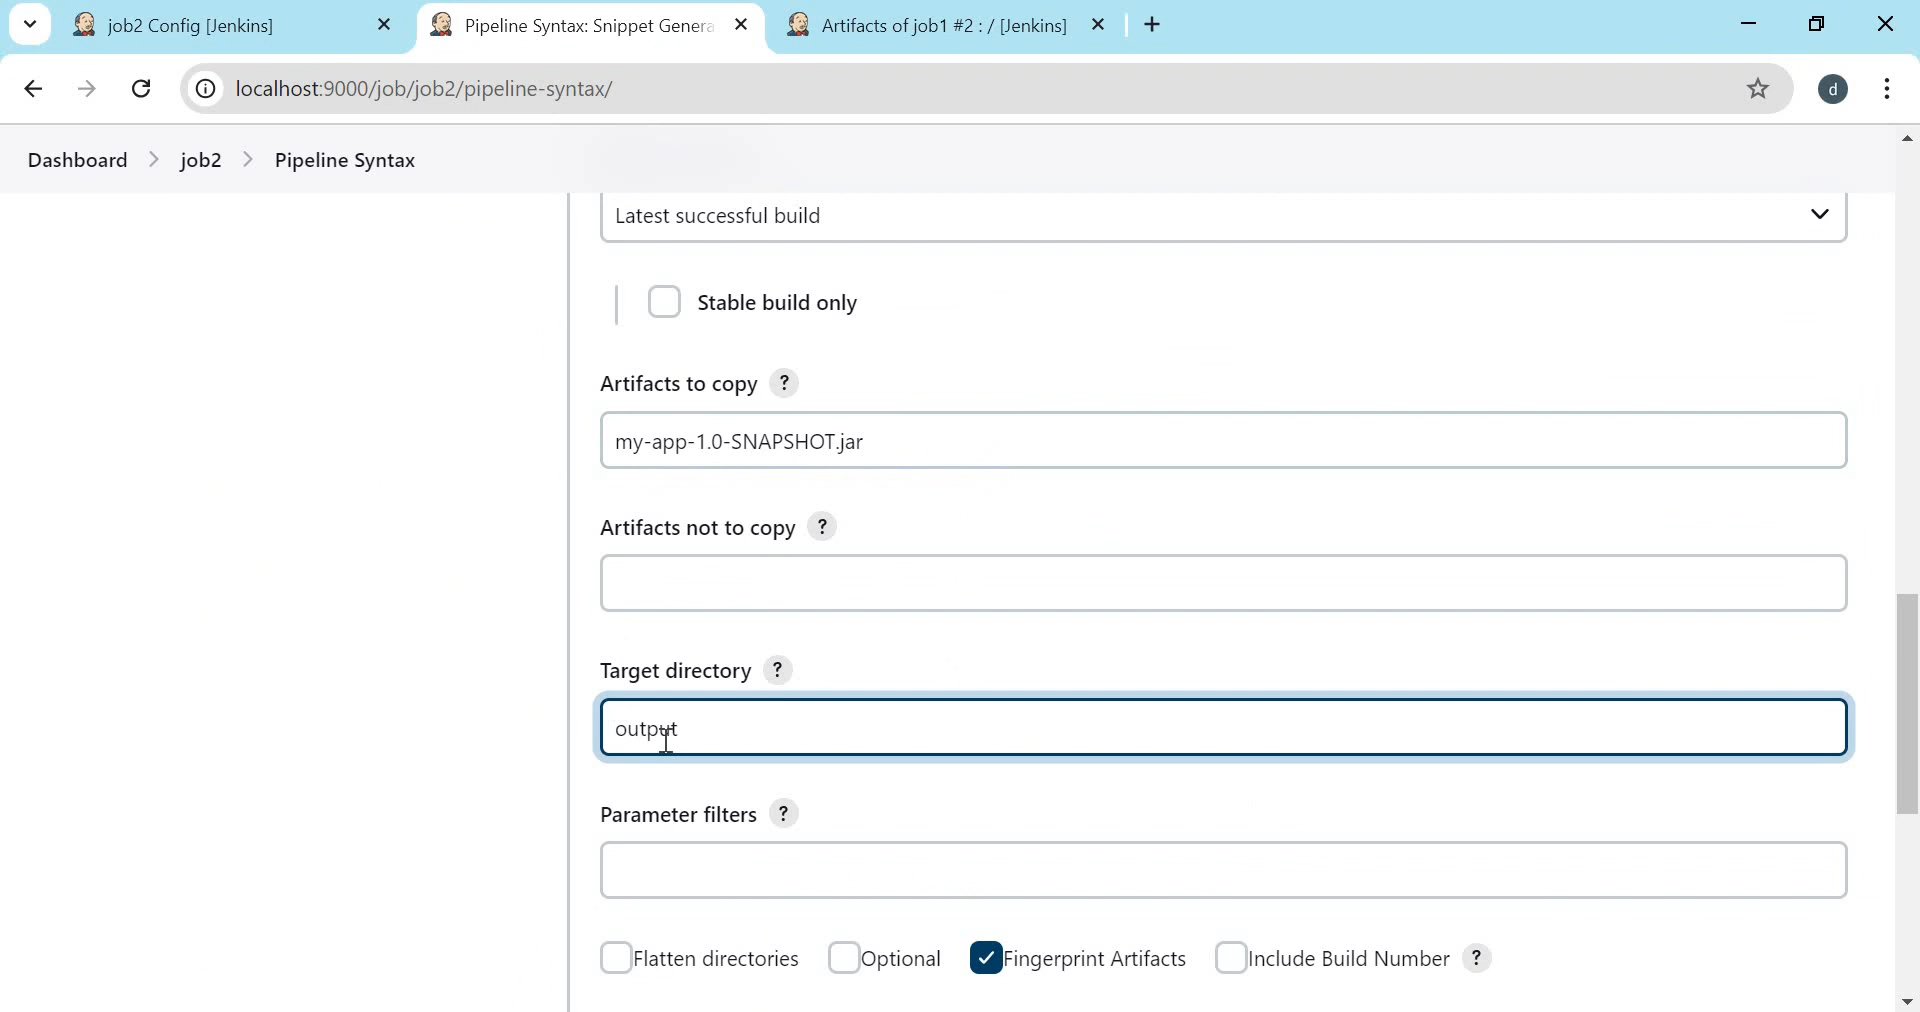 job2 Config [Jenkins]
Pipeline Syntax: Snippet Genera
Artifacts of job1 #2 : / [Jenkins]
localhost:9000/job/job2/pipeline-syntax/
d
Dashboard
job2
Pipeline Syntax
Latest successful build
Stable build only
Artifacts to copy ?
my-app-1.0-SNAPSHOT.jar
Artifacts not to copy ?
Target directory ?
output
Parameter filters ?
Flatten directories
Optional
Fingerprint Artifacts
Include Build Number ?